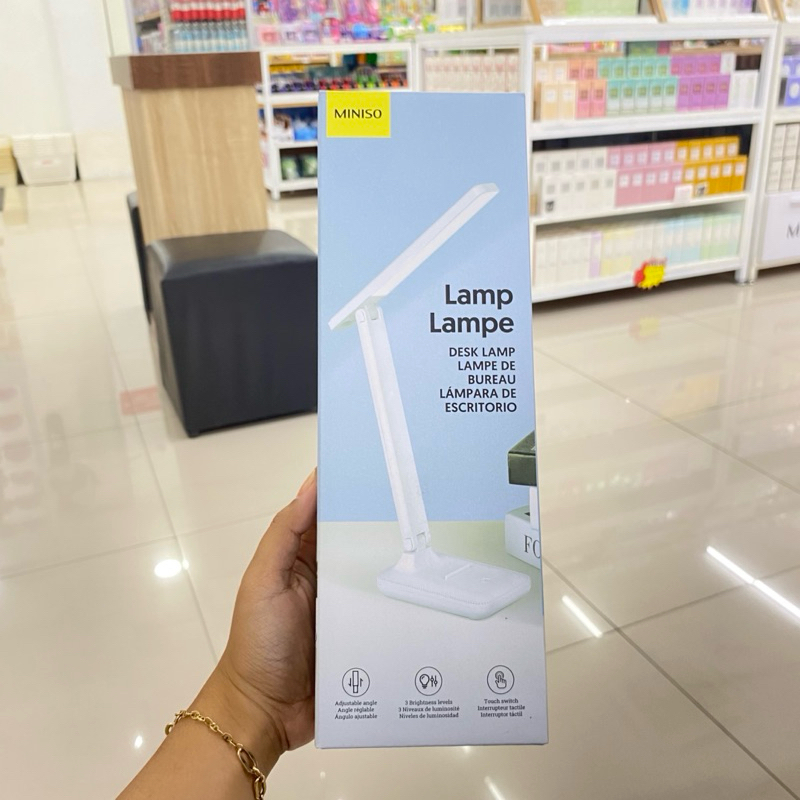 MINISO
Lamp
Lampe
DESK LAMP
LAMPE DE
BUREAU
LÁMPARA DE
ESCRITORIO
FO
Adjustable angle
Angle réglable
Ángulo ajustable
3 Brightness levels
3 Niveaux de luminosité
Niveles de luminosidad
Touch switch
Interrupteur tactile
Interruptor táctil